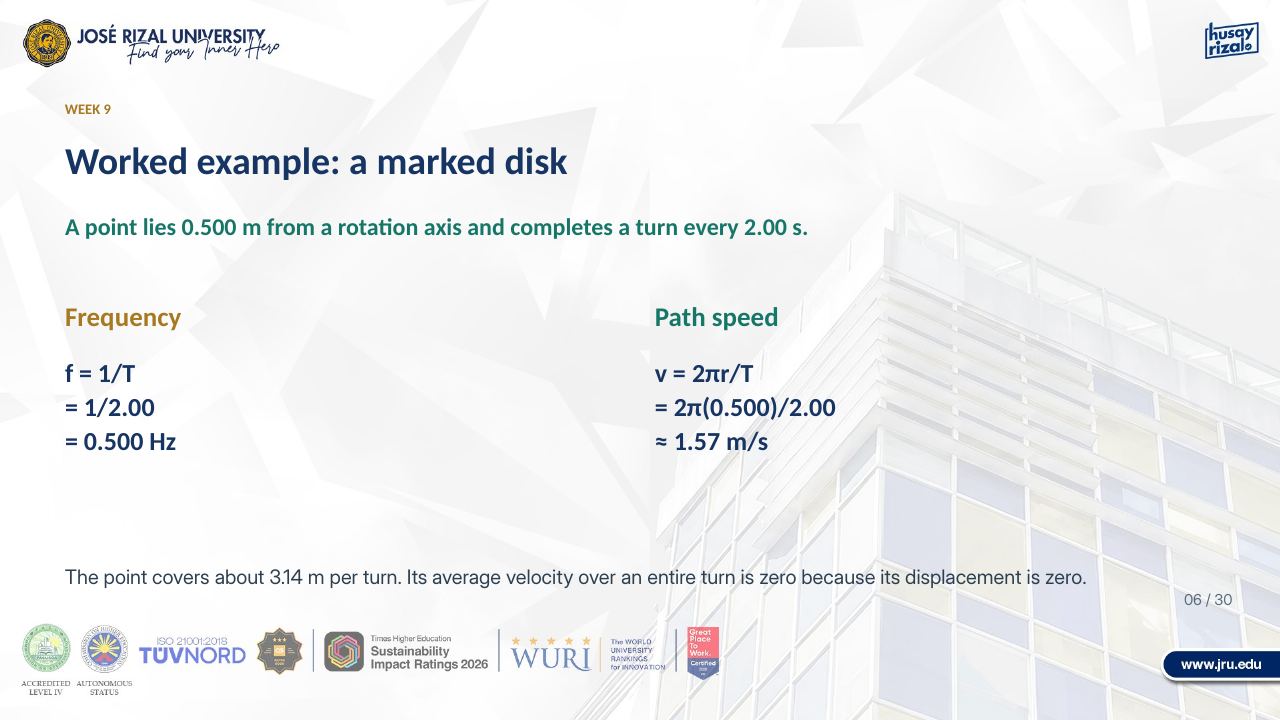 JOSÉ RIZAL UNIVERSITY
Find your Inner Hero
husay
rizal
WEEK 9
Worked example: a marked disk
A point lies 0.500 m from a rotation axis and completes a turn every 2.00 s.
Frequency
f = 1/T
= 1/2.00
= 0.500 Hz
Path speed
v = 2πr/T
= 2π(0.500)/2.00
≈ 1.57 m/s
The point covers about 3.14 m per turn. Its average velocity over an entire turn is zero because its displacement is zero.
06 / 30
ACCREDITED
LEVEL IV
AUTONOMOUS
STATUS
ISO 21001:2018
TÜVNORD
Times Higher Education
Sustainability
Impact Ratings 2026
WURI
The WORLD
UNIVERSITY
RANKINGS
for INNOVATION
Great
Place
To
Work.
Certified
www.jru.edu